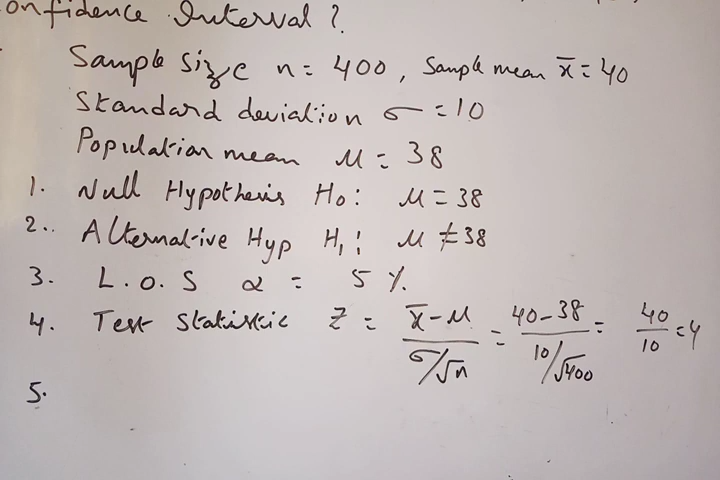 onfidence Interval ?
Sample size n = 400 , Sample mean x̄ = 40
Standard deviation σ = 10
Population mean μ = 38
1. Null Hypothesis H₀ : μ = 38
2.. Alternative Hyp H₁ : μ ≠ 38
3. L.O.S α = 5 %.
4. Test Statistic Z = (x̄ - μ)/(σ/√n) = (40 - 38)/(10/√400) = 40/10 = 4
5.